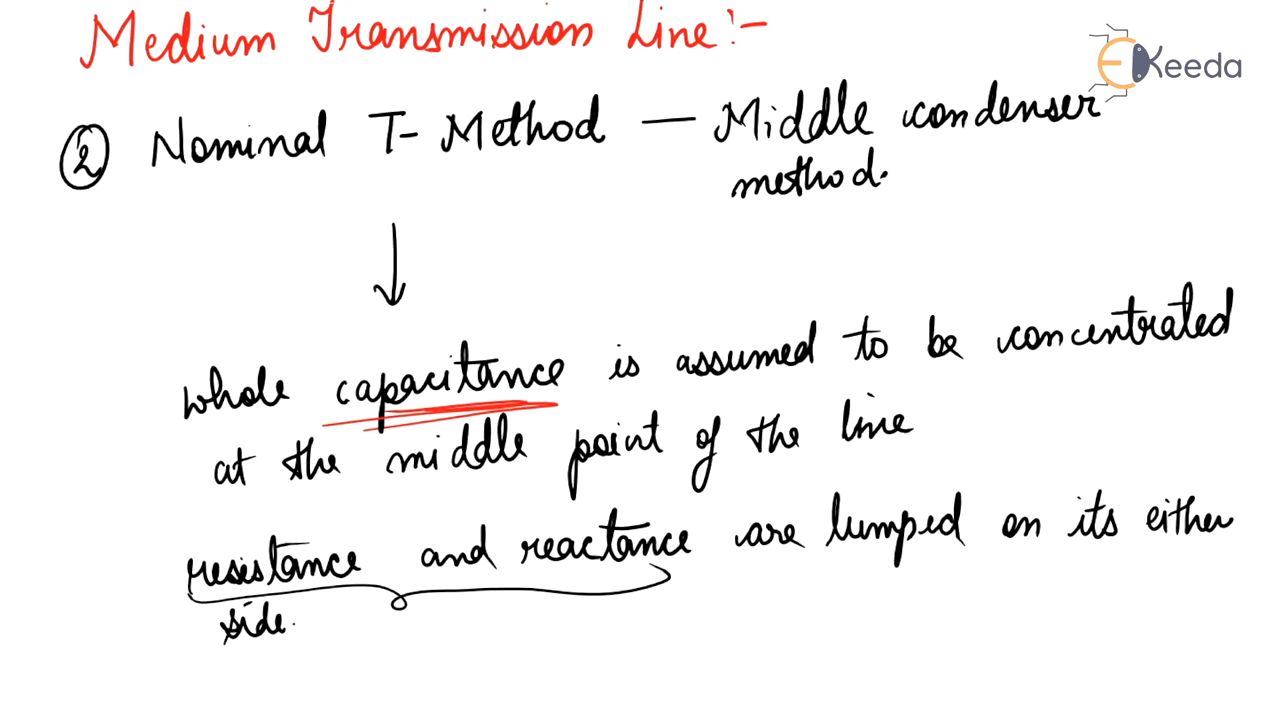 Medium Transmission Line:-
EKeeda
② Nominal T- Method — Middle condenser
method.
whole capacitance is assumed to be concentrated
at the middle point of the line
resistance and reactance are lumped on its either
side.